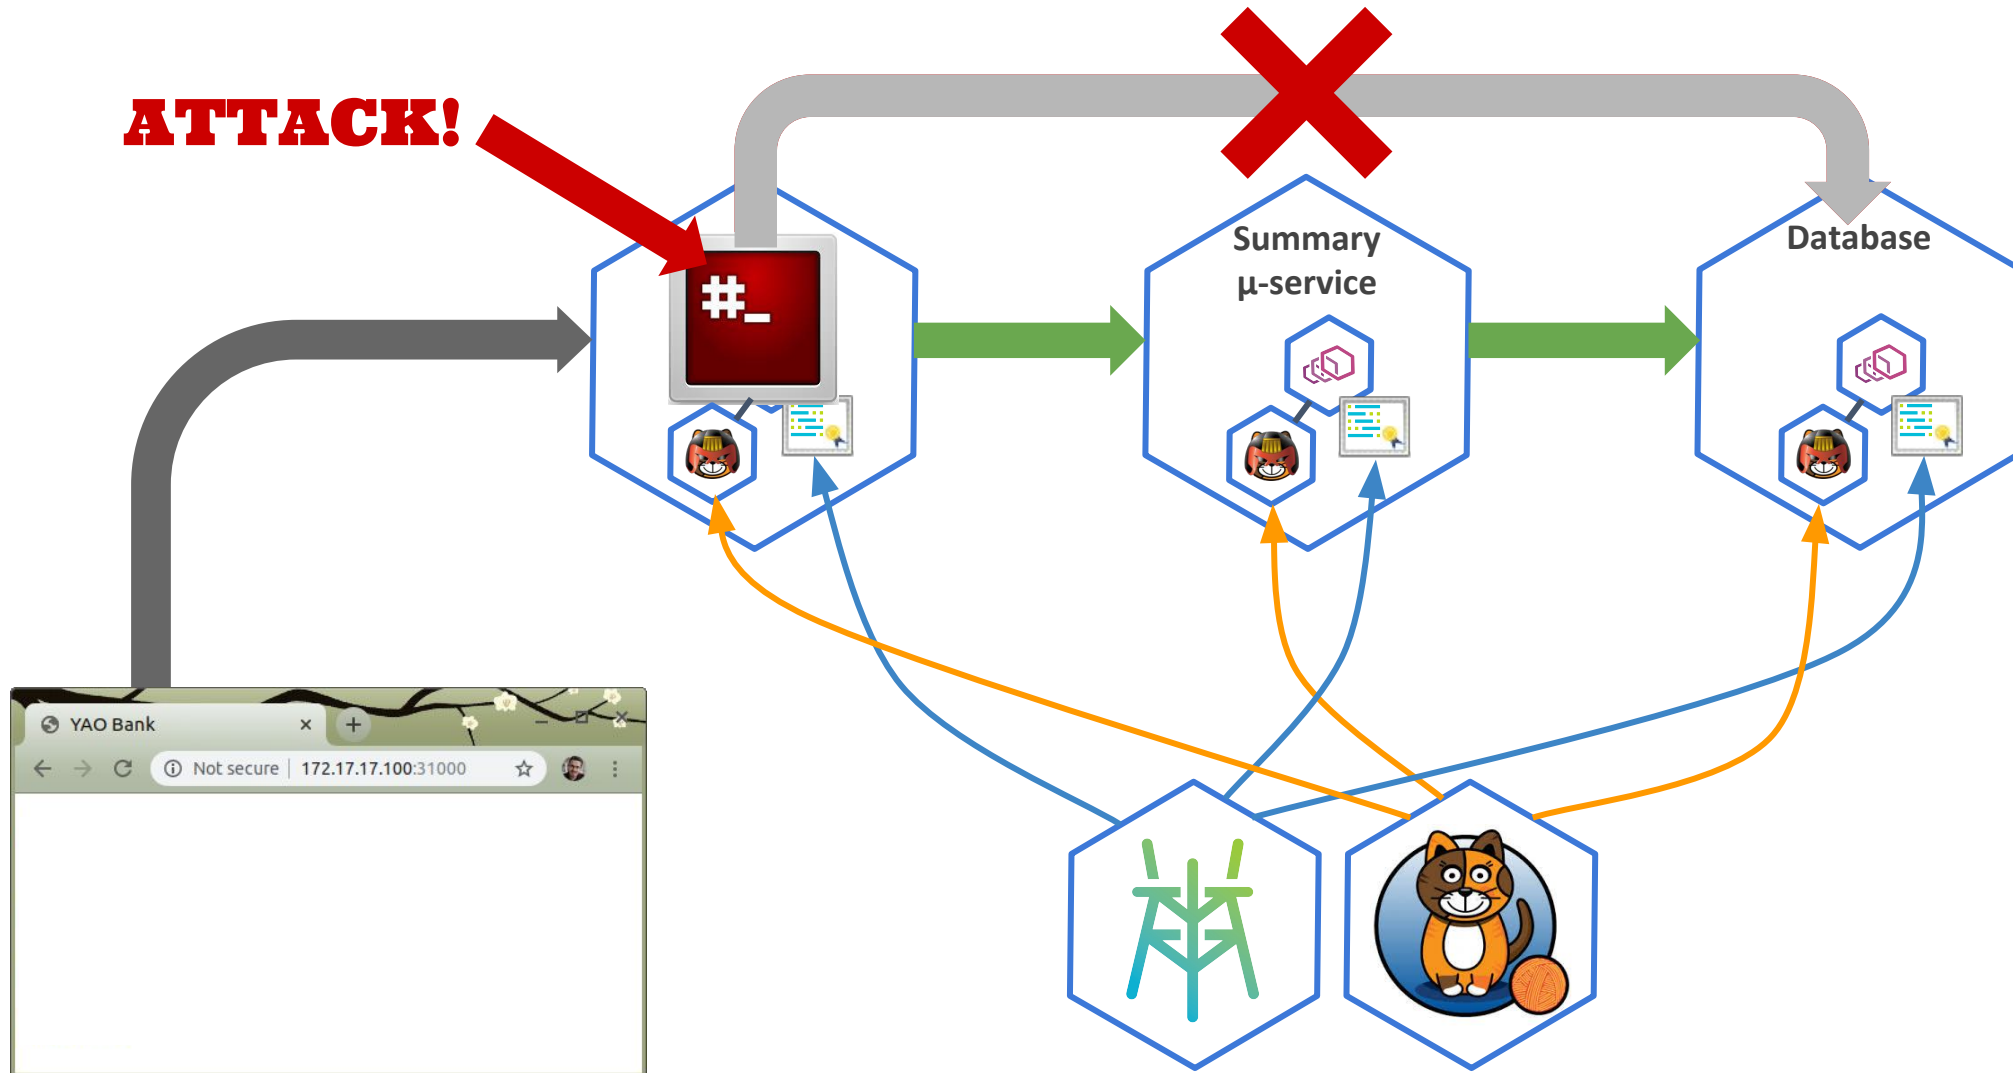 ATTACK!
#_
Summary
µ-service
Database
YAO Bank
Not secure | 172.17.17.100:31000